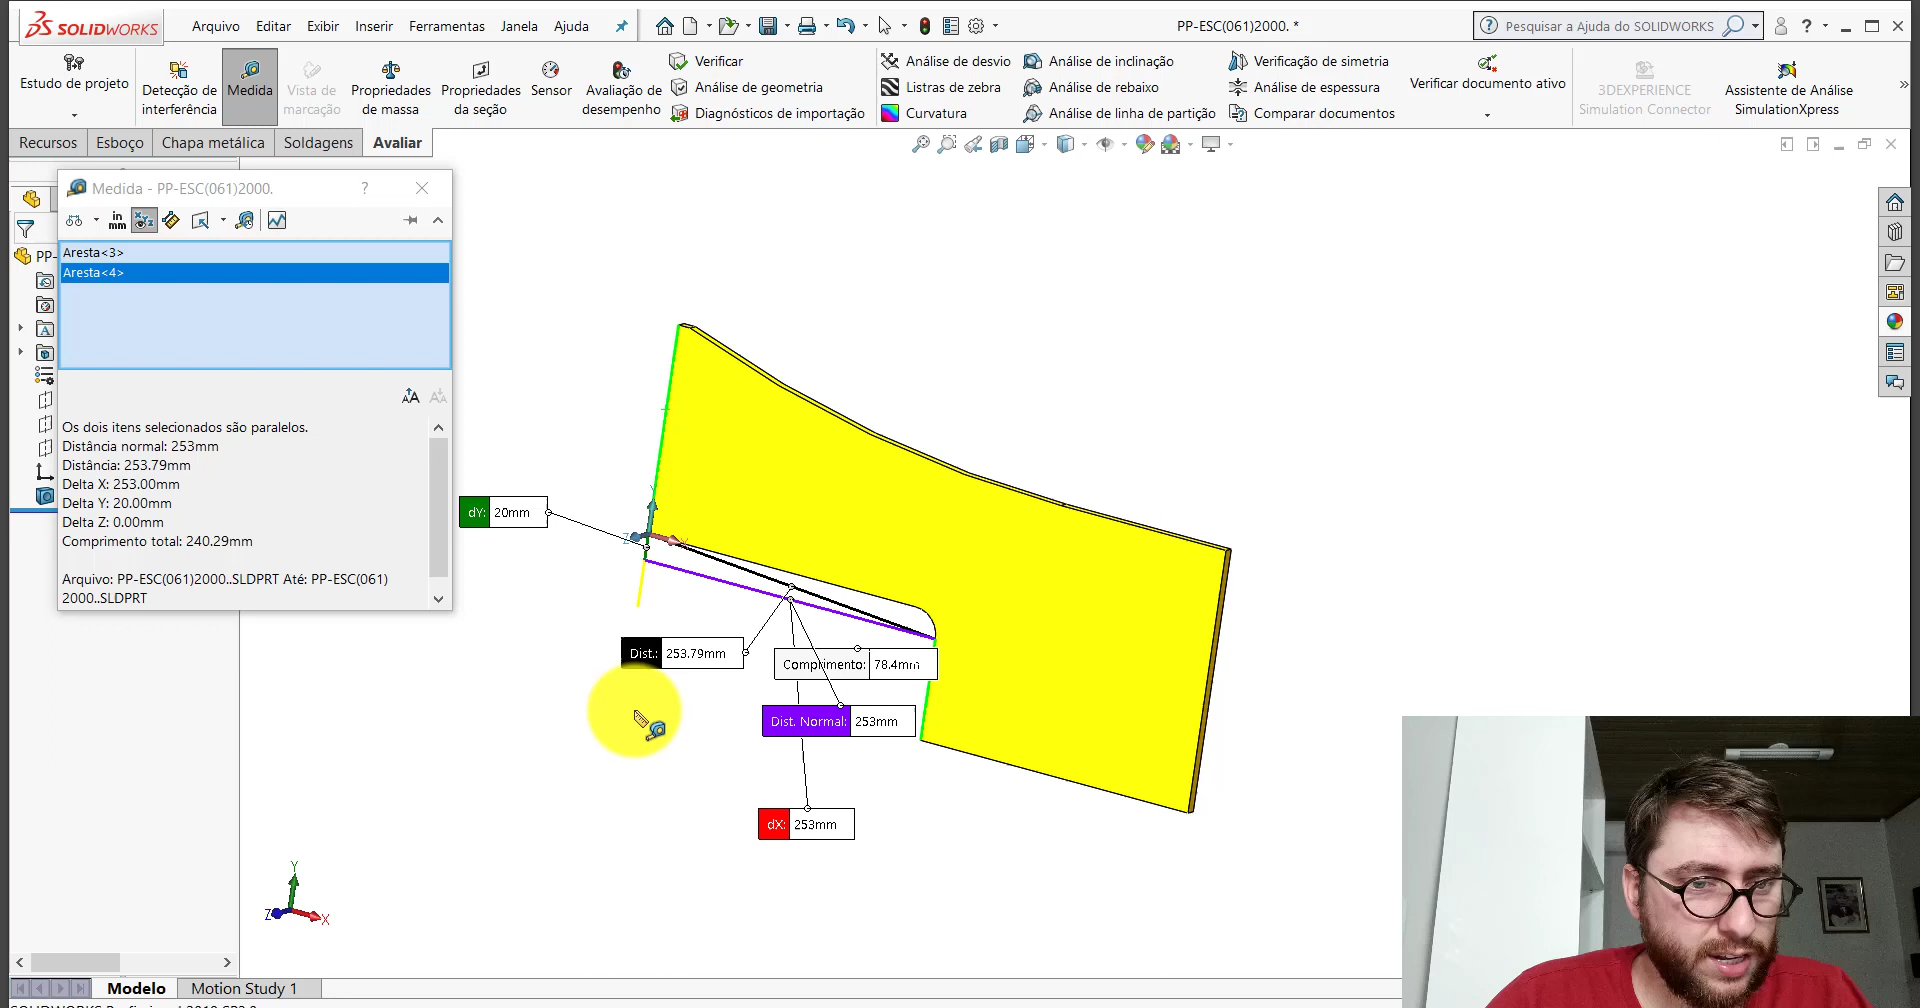 SOLIDWORKS
Arquivo
Editar
Exibir
Inserir
Ferramentas
Janela
Ajuda
PP-ESC(061)2000. *
Pesquisar a Ajuda do SOLIDWORKS
?
Estudo de projeto
Detecção de
interferência
Medida
Vista de
marcação
Propriedades
de massa
Propriedades
da seção
Sensor
Avaliação de
desempenho
Verificar
Análise de geometria
Diagnósticos de importação
Análise de desvio
Listras de zebra
Curvatura
Análise de inclinação
Análise de rebaixo
Análise de linha de partição
Verificação de simetria
Análise de espessura
Comparar documentos
Verificar documento ativo
3DEXPERIENCE
Simulation Connector
Assistente de Análise
SimulationXpress
Recursos
Esboço
Chapa metálica
Soldagens
Avaliar
Medida - PP-ESC(061)2000.
?
in
mm
PP-
Aresta<3>
Aresta<4>
Os dois itens selecionados são paralelos.
Distância normal: 253mm
Distância: 253.79mm
Delta X: 253.00mm
Delta Y: 20.00mm
Delta Z: 0.00mm
Comprimento total: 240.29mm
Arquivo: PP-ESC(061)2000..SLDPRT Até: PP-ESC(061)
2000..SLDPRT
dY: 20mm
Dist.: 253.79mm
Comprimento: 78.4mm
Dist. Normal: 253mm
dX: 253mm
Y
Z
X
Modelo
Motion Study 1